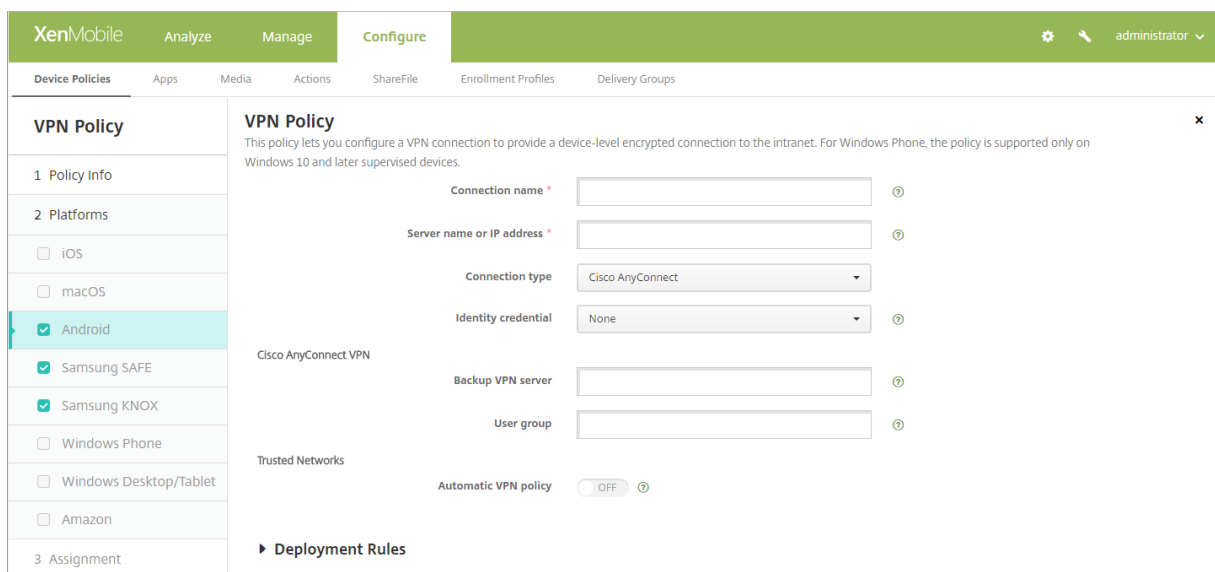 XenMobile Analyze Manage Configure administrator
Device Policies Apps Media Actions ShareFile Enrollment Profiles Delivery Groups
VPN Policy
1 Policy Info
2 Platforms
iOS
macOS
Android
Samsung SAFE
Samsung KNOX
Windows Phone
Windows Desktop/Tablet
Amazon
3 Assignment
VPN Policy
This policy lets you configure a VPN connection to provide a device-level encrypted connection to the intranet. For Windows Phone, the policy is supported only on
Windows 10 and later supervised devices.
Connection name *
Server name or IP address *
Connection type Cisco AnyConnect
Identity credential None
Cisco AnyConnect VPN
Backup VPN server
User group
Trusted Networks
Automatic VPN policy OFF
Deployment Rules